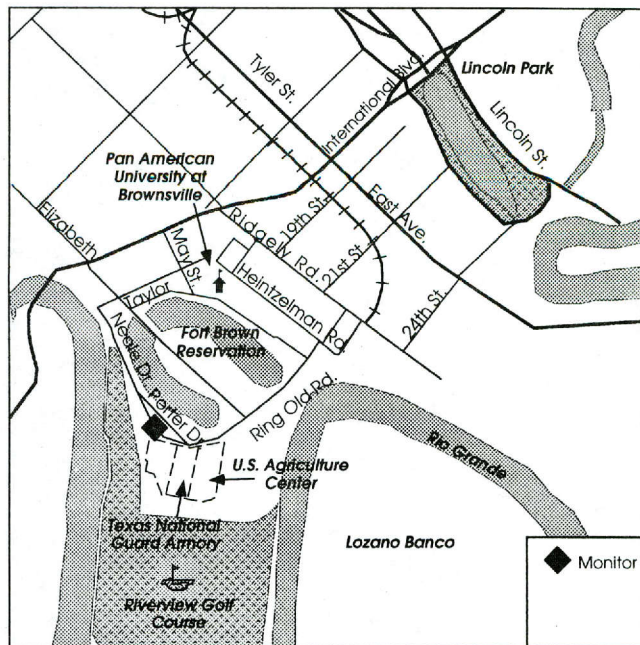 Lincoln Park
Tyler St.
International Blvd.
Lincoln St.
Pan American
University at
Brownsville
Elizabeth
May St.
Ridgelly Rd.
19th St.
21st St.
East Ave.
24th St.
Heintzelman Rd.
Taylor
Fort Brown
Reservation
Neale Dr.
Porter Dr.
Ring Old Rd.
Rio Grande
U.S. Agriculture
Center
Texas National
Guard Armory
Lozano Banco
Monitor
Riverview Golf
Course